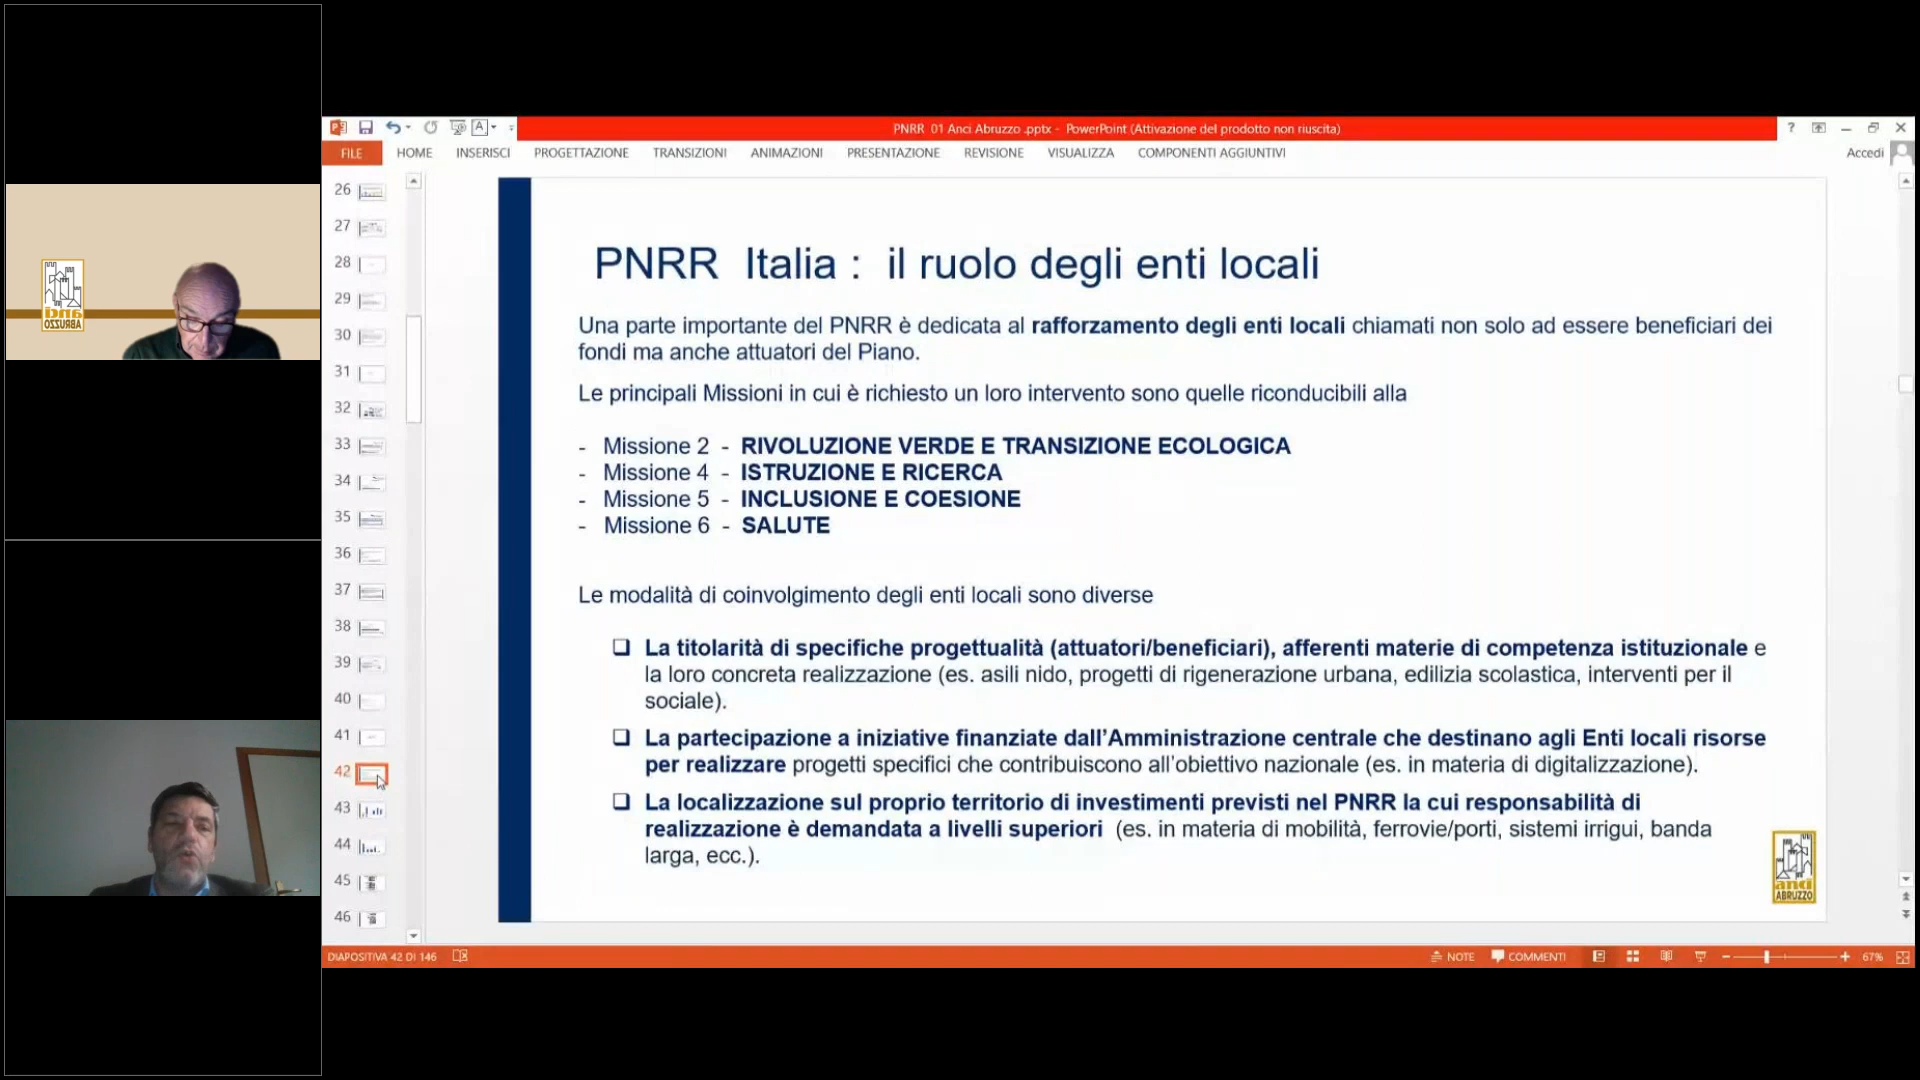 PNRR 01 Anci Abruzzo .pptx - PowerPoint (Attivazione del prodotto non riuscita)
FILE HOME INSERISCI PROGETTAZIONE TRANSIZIONI ANIMAZIONI PRESENTAZIONE REVISIONE VISUALIZZA COMPONENTI AGGIUNTIVI Accedi
26
27
28
29
30
31
32
33
34
35
36
37
38
39
40
41
42
43
44
45
46
anci
ABRUZZO
PNRR Italia : il ruolo degli enti locali
Una parte importante del PNRR è dedicata al rafforzamento degli enti locali chiamati non solo ad essere beneficiari dei
fondi ma anche attuatori del Piano.
Le principali Missioni in cui è richiesto un loro intervento sono quelle riconducibili alla
- Missione 2 - RIVOLUZIONE VERDE E TRANSIZIONE ECOLOGICA
- Missione 4 - ISTRUZIONE E RICERCA
- Missione 5 - INCLUSIONE E COESIONE
- Missione 6 - SALUTE
Le modalità di coinvolgimento degli enti locali sono diverse
❑ La titolarità di specifiche progettualità (attuatori/beneficiari), afferenti materie di competenza istituzionale e
la loro concreta realizzazione (es. asili nido, progetti di rigenerazione urbana, edilizia scolastica, interventi per il
sociale).
❑ La partecipazione a iniziative finanziate dall'Amministrazione centrale che destinano agli Enti locali risorse
per realizzare progetti specifici che contribuiscono all'obiettivo nazionale (es. in materia di digitalizzazione).
❑ La localizzazione sul proprio territorio di investimenti previsti nel PNRR la cui responsabilità di
realizzazione è demandata a livelli superiori (es. in materia di mobilità, ferrovie/porti, sistemi irrigui, banda
larga, ecc.).
anci
ABRUZZO
DIAPOSITIVA 42 DI 146 NOTE COMMENTI 67%